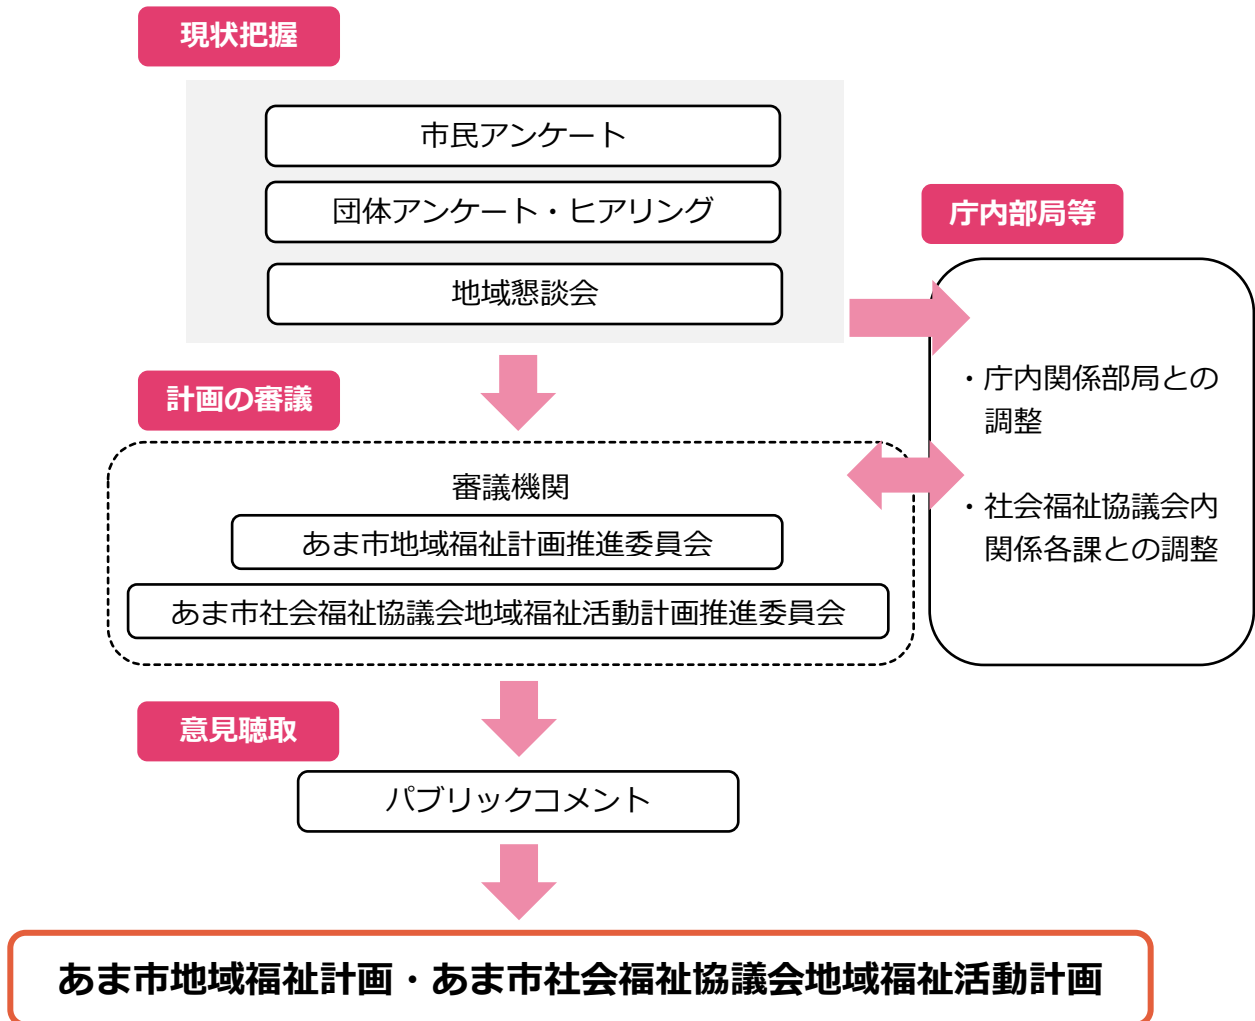 現状把握
市民アンケート
団体アンケート・ヒアリング
地域懇談会
庁内部局等
・庁内関係部局との
調整
・社会福祉協議会内
関係各課との調整
計画の審議
審議機関
あま市地域福祉計画推進委員会
あま市社会福祉協議会地域福祉活動計画推進委員会
意見聴取
パブリックコメント
あま市地域福祉計画・あま市社会福祉協議会地域福祉活動計画